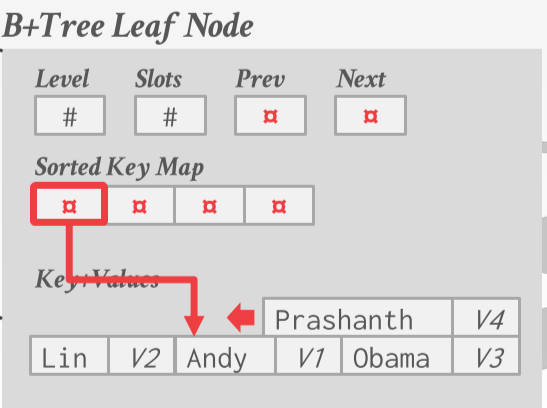 B+Tree Leaf Node
Level Slots Prev Next
# # ¤ ¤
Sorted Key Map
¤ ¤ ¤ ¤
Key+Values
Prashanth V4
Lin V2 Andy V1 Obama V3